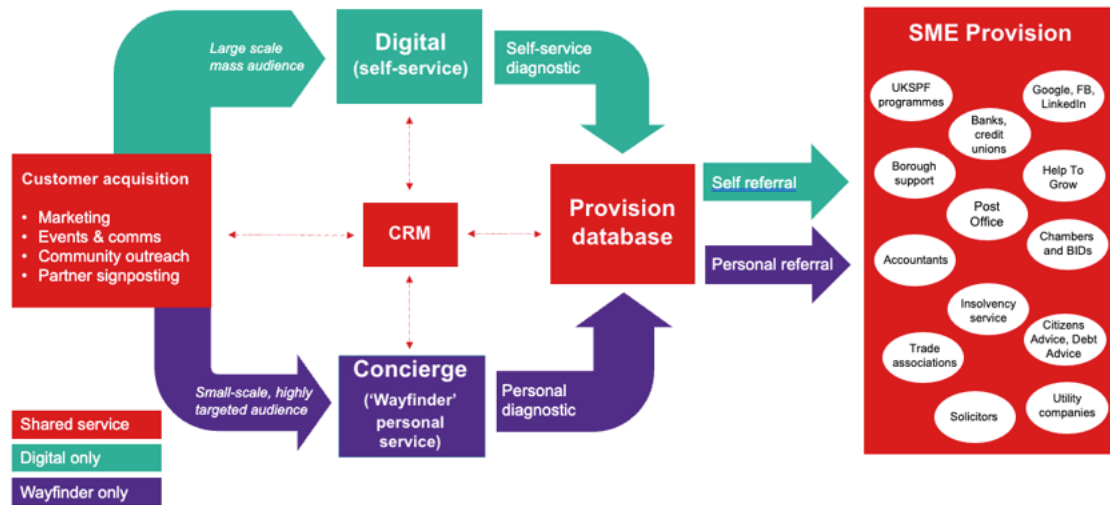 Large scale
mass audience
Digital
(self-service)
Self-service
diagnostic
Customer acquisition
• Marketing
• Events & comms
• Community outreach
• Partner signposting
CRM
Provision
database
Self referral
Personal referral
Small-scale, highly
targeted audience
Concierge
('Wayfinder'
personal
service)
Personal
diagnostic
Shared service
Digital only
Wayfinder only
SME Provision
UKSPF
programmes
Google, FB,
LinkedIn
Banks,
credit
unions
Borough
support
Help To
Grow
Post
Office
Chambers
and BIDs
Accountants
Insolvency
service
Citizens
Advice, Debt
Advice
Trade
associations
Utility
companies
Solicitors